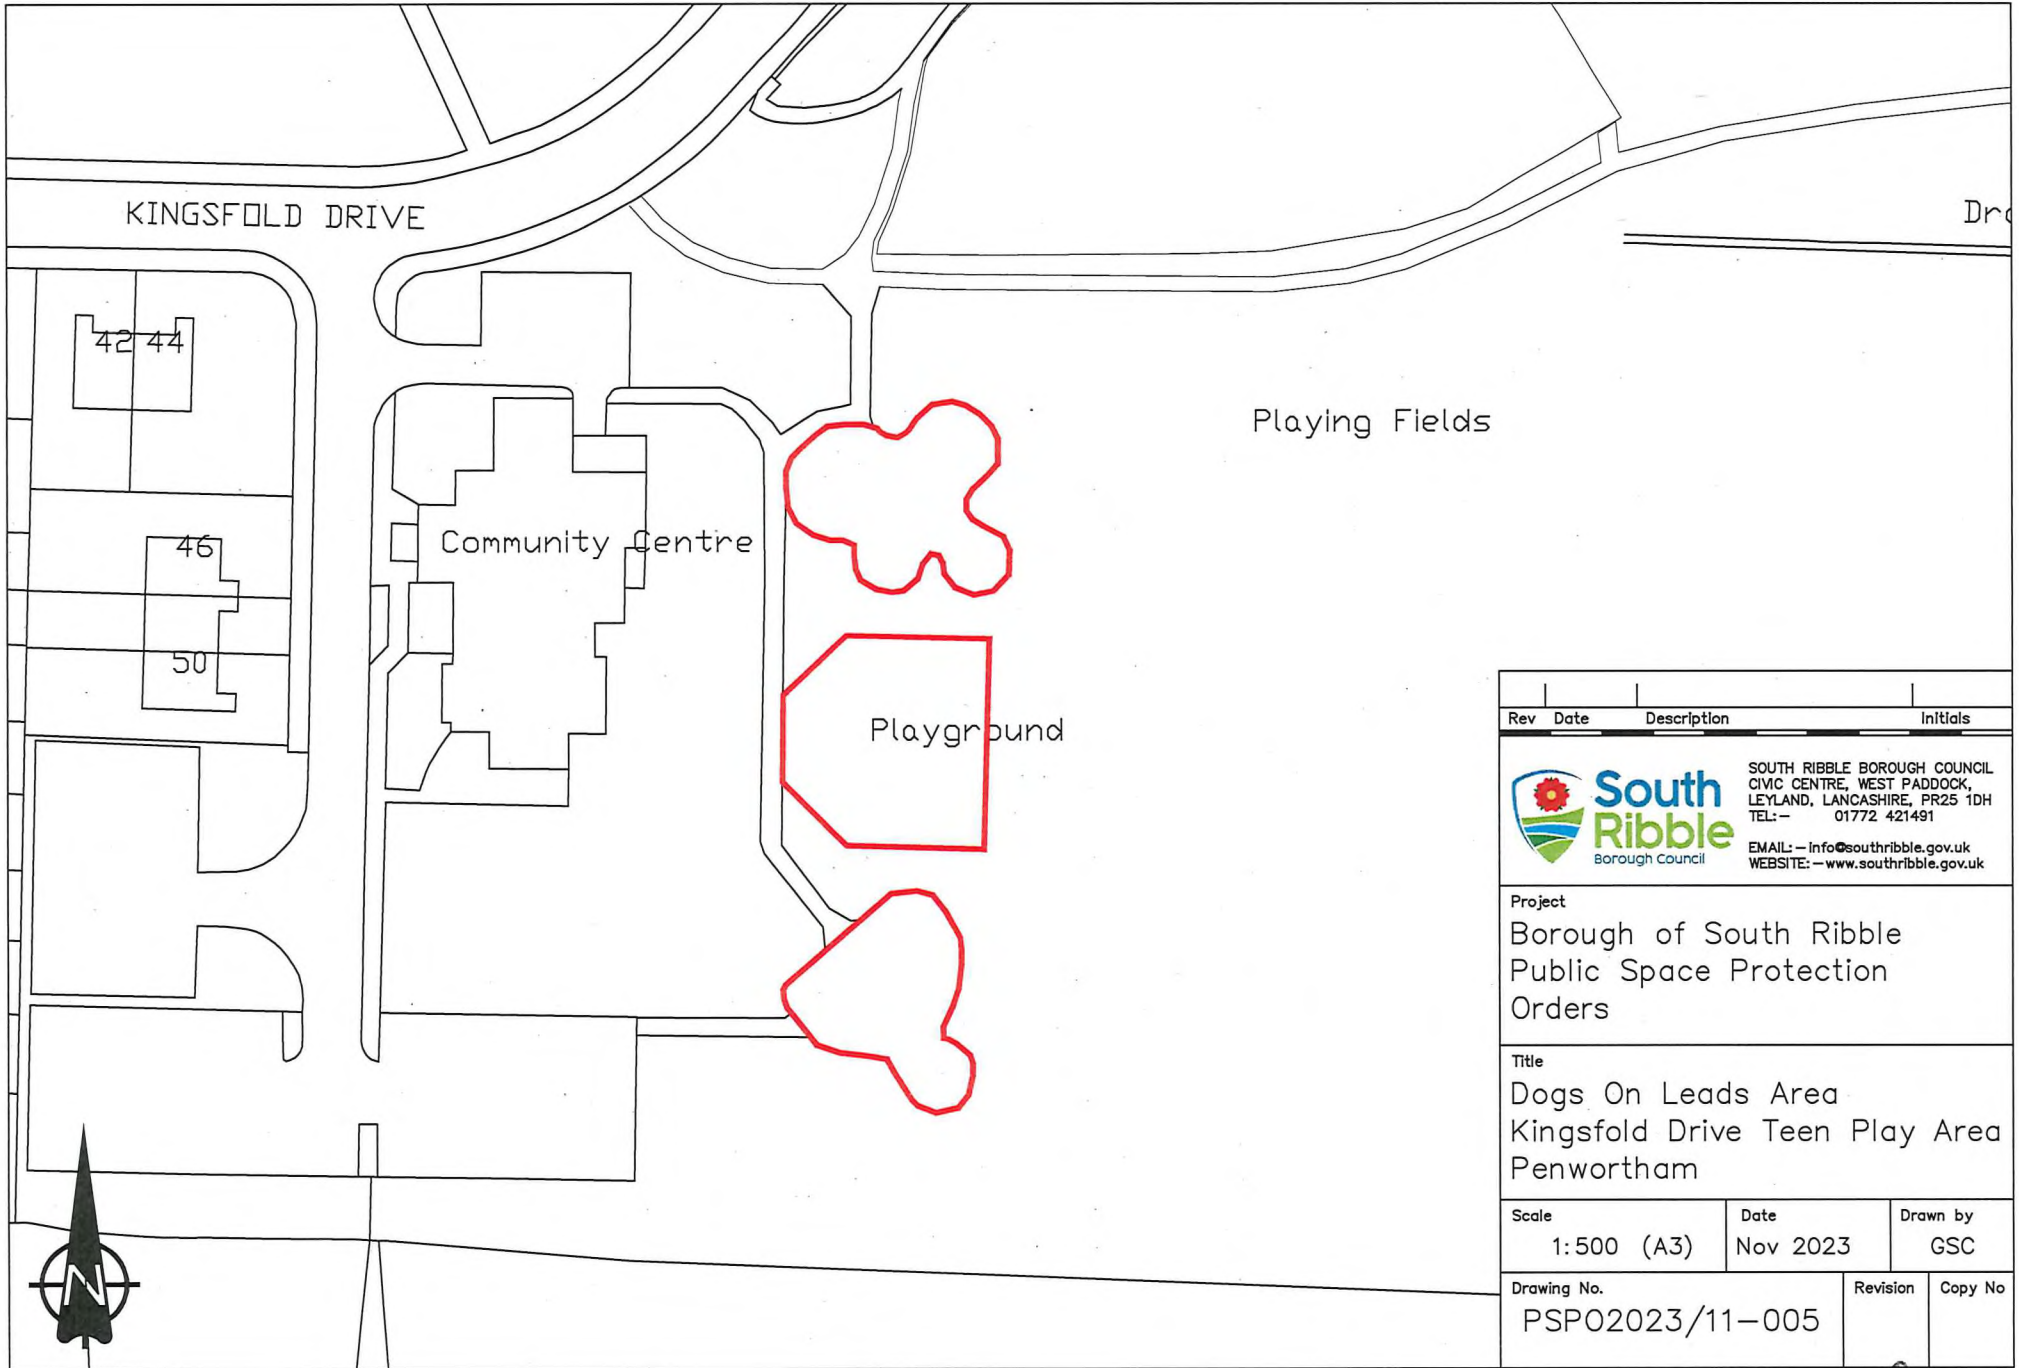 KINGSFOLD DRIVE
42 44
46
50
Community Centre
Playground
Playing Fields
Rev Date Description Initials
South
Ribble
Borough Council
SOUTH RIBBLE BOROUGH COUNCIL
CIVIC CENTRE, WEST PADDOCK,
LEYLAND, LANCASHIRE, PR25 1DH
TEL:- 01772 421491
EMAIL:-info@southribble.gov.uk
WEBSITE:-www.southribble.gov.uk
Project
Borough of South Ribble
Public Space Protection
Orders
Title
Dogs On Leads Area
Kingsfold Drive Teen Play Area
Penwortham
Scale Date Drawn by
1:500 (A3) Nov 2023 GSC
Drawing No. Revision Copy No
PSPO2023/11-005
N